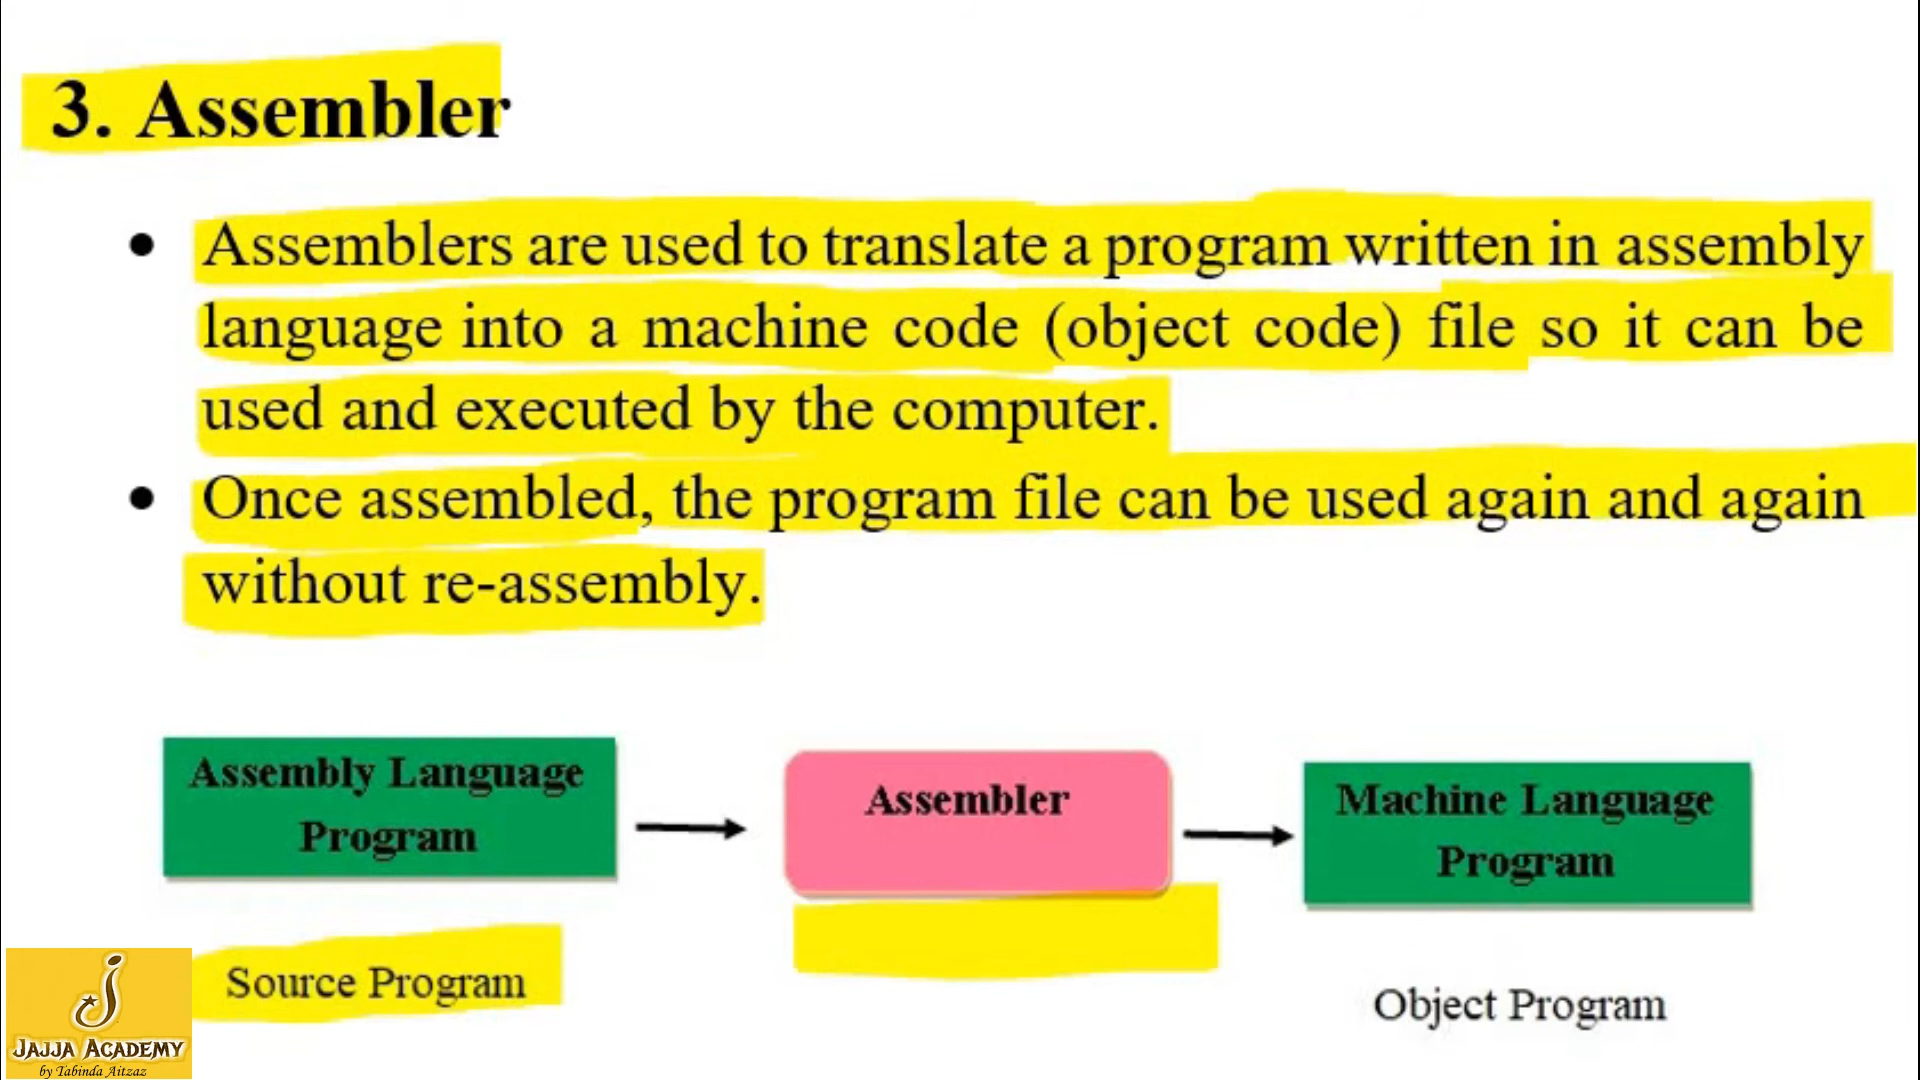 3. Assembler
• Assemblers are used to translate a program written in assembly
language into a machine code (object code) file so it can be
used and executed by the computer.
• Once assembled, the program file can be used again and again
without re-assembly.
Assembly Language
Program
Assembler
Machine Language
Program
Source Program
Object Program
JAJJA ACADEMY
by Tabinda Aitzaz